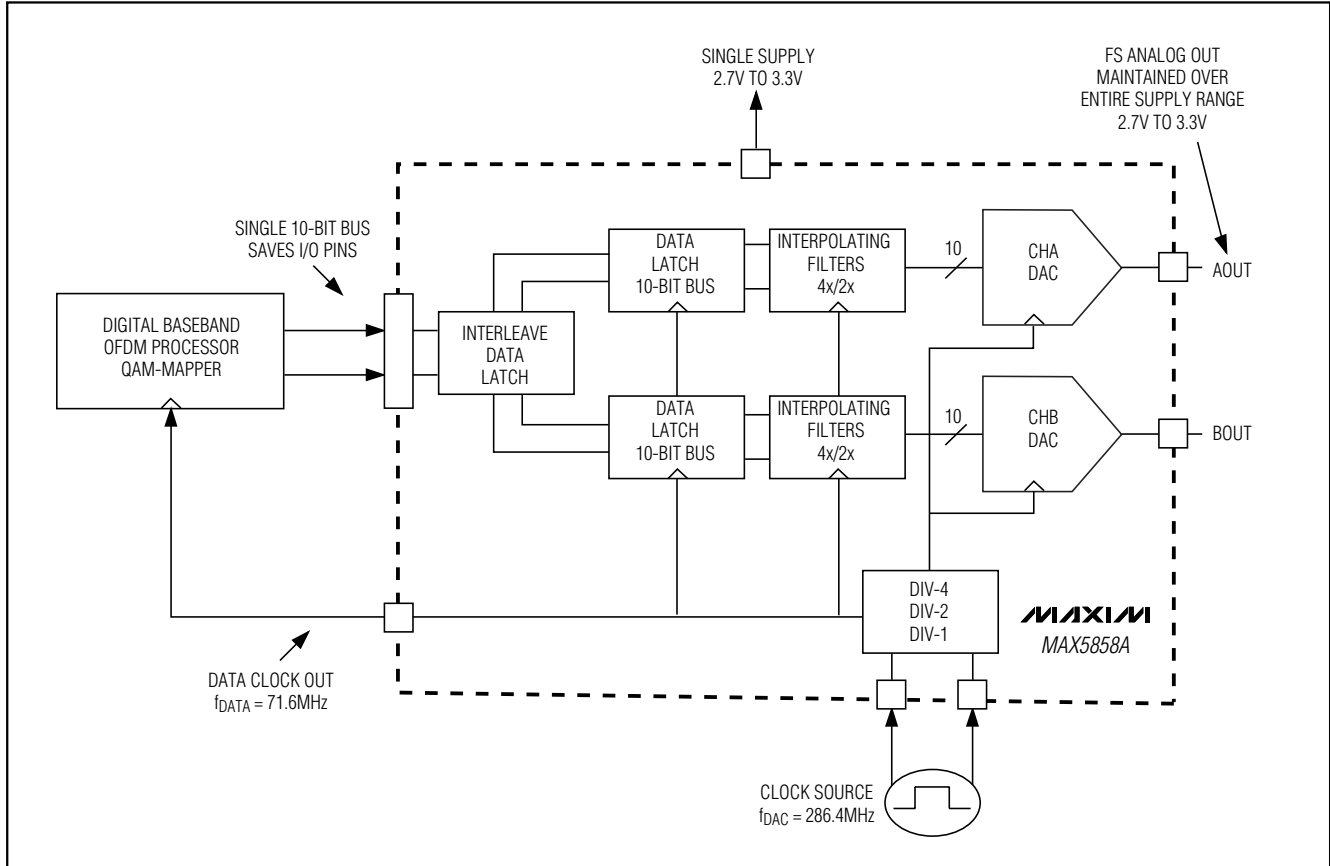 SINGLE SUPPLY
2.7V TO 3.3V
FS ANALOG OUT
MAINTAINED OVER
ENTIRE SUPPLY RANGE
2.7V TO 3.3V
SINGLE 10-BIT BUS
SAVES I/O PINS
DIGITAL BASEBAND
OFDM PROCESSOR
QAM-MAPPER
INTERLEAVE
DATA
LATCH
DATA
LATCH
10-BIT BUS
INTERPOLATING
FILTERS
4x/2x
10
CHA
DAC
AOUT
DATA
LATCH
10-BIT BUS
INTERPOLATING
FILTERS
4x/2x
10
CHB
DAC
BOUT
DIV-4
DIV-2
DIV-1
MAXIM
MAX5858A
DATA CLOCK OUT
fDATA = 71.6MHz
CLOCK SOURCE
fDAC = 286.4MHz